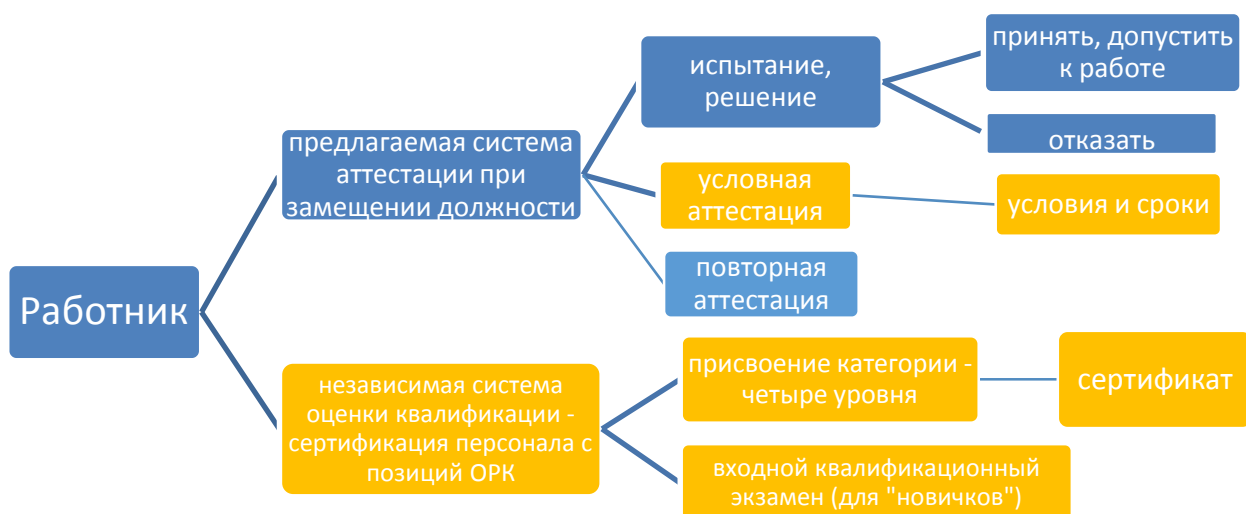 Работник
предлагаемая система
аттестации при
замещении должности
испытание,
решение
принять, допустить
к работе
отказать
условная
аттестация
условия и сроки
повторная
аттестация
независимая система
оценки квалификации -
сертификация персонала с
позиций ОРК
присвоение категории -
четыре уровня
сертификат
входной квалификационный
экзамен (для "новичков")